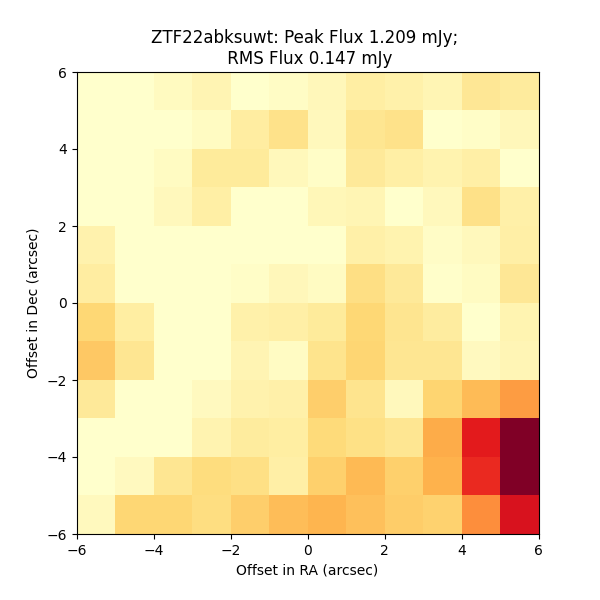 ZTF22abksuwt: Peak Flux 1.209 mJy;
RMS Flux 0.147 mJy
6
4
2
0
−2
−4
−6
Offset in Dec (arcsec)
−6 −4 −2 0 2 4 6
Offset in RA (arcsec)